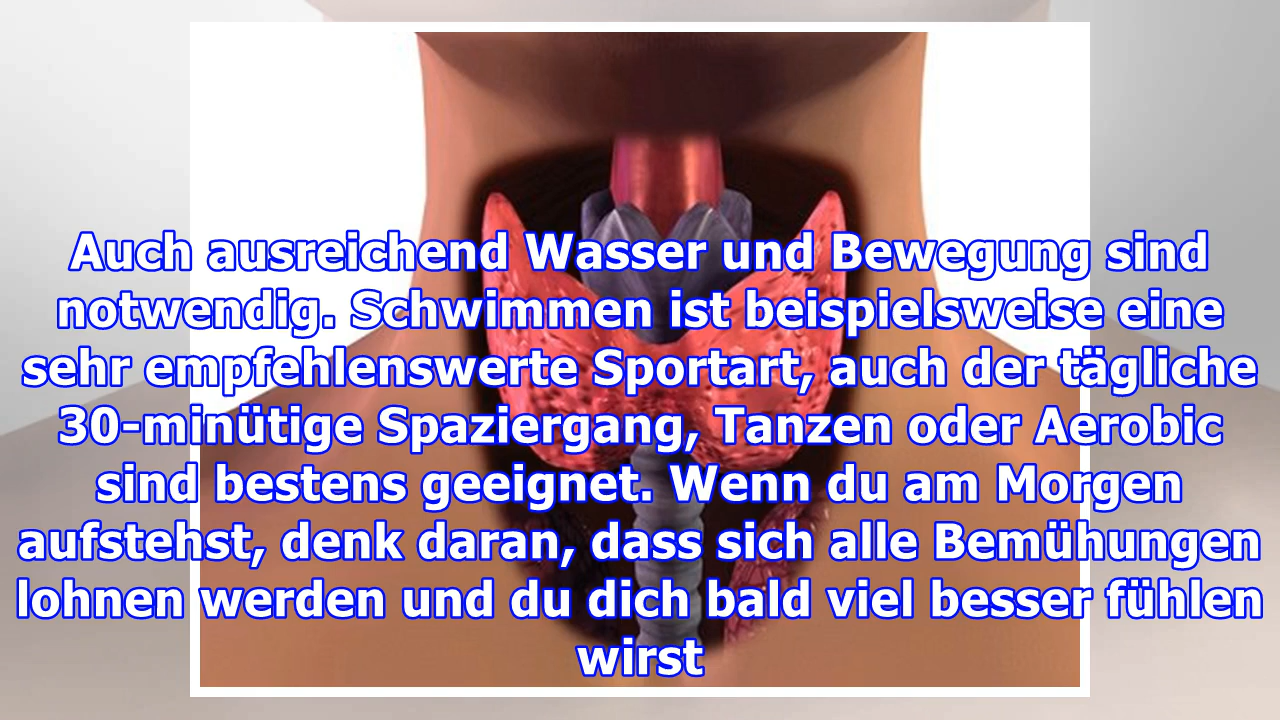 Auch ausreichend Wasser und Bewegung sind
notwendig. Schwimmen ist beispielsweise eine
sehr empfehlenswerte Sportart, auch der tägliche
30-minütige Spaziergang, Tanzen oder Aerobic
sind bestens geeignet. Wenn du am Morgen
aufstehst, denk daran, dass sich alle Bemühungen
lohnen werden und du dich bald viel besser fühlen
wirst